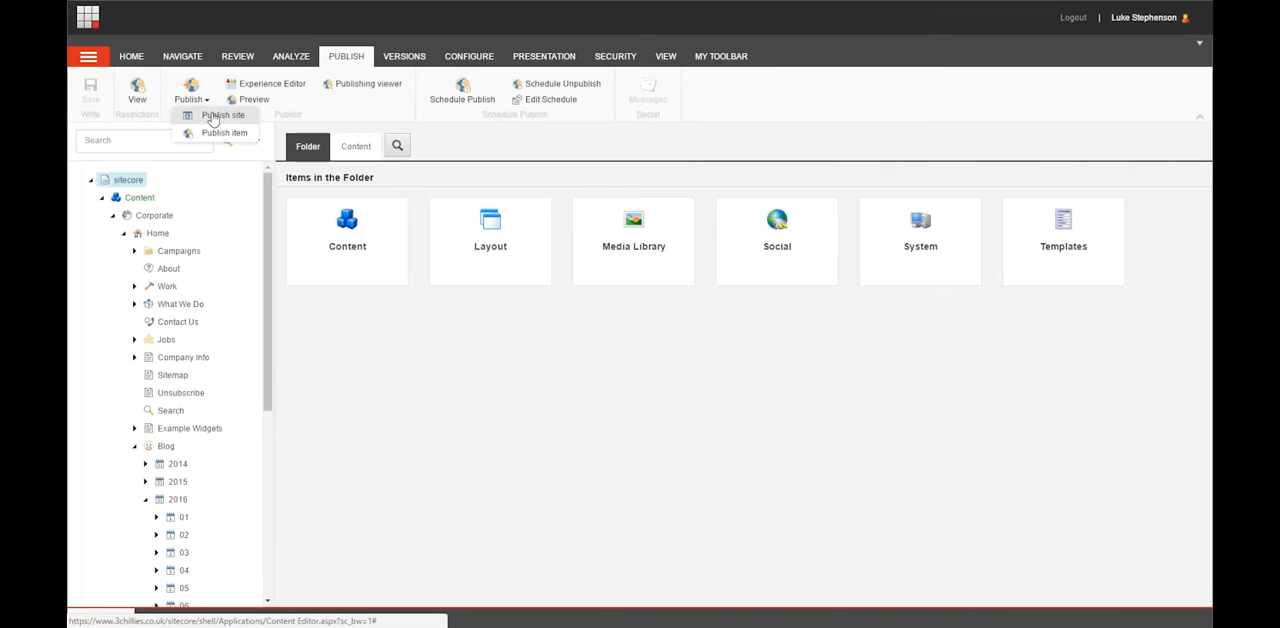 Logout | Luke Stephenson
HOME NAVIGATE REVIEW ANALYZE PUBLISH VERSIONS CONFIGURE PRESENTATION SECURITY VIEW MY TOOLBAR
Experience Editor Publishing viewer Schedule Unpublish
Save View Publish Preview Schedule Publish Edit Schedule Messages
Write Restrictions Publish Schedule Publish Social
Publish site
Publish item
Search
Folder Content
Items in the Folder
Content Layout Media Library Social System Templates
sitecore
Content
Corporate
Home
Campaigns
About
Work
What We Do
Contact Us
Jobs
Company Info
Sitemap
Unsubscribe
Search
Example Widgets
Blog
2014
2015
2016
01
02
03
04
05
06
https://www.3chillies.co.uk/sitecore/shell/Applications/Content Editor.aspx?sc_bw=1#